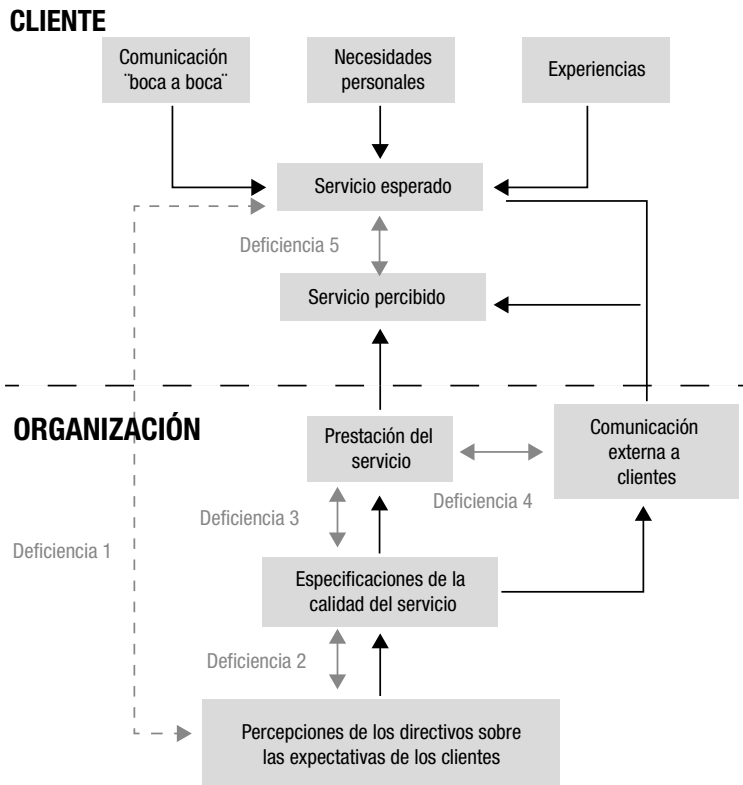 CLIENTE
Comunicación
¨boca a boca¨
Necesidades
personales
Experiencias
Servicio esperado
Deficiencia 5
Servicio percibido
ORGANIZACIÓN
Prestación del
servicio
Comunicación
externa a
clientes
Deficiencia 4
Deficiencia 3
Deficiencia 1
Especificaciones de la
calidad del servicio
Deficiencia 2
Percepciones de los directivos sobre
las expectativas de los clientes